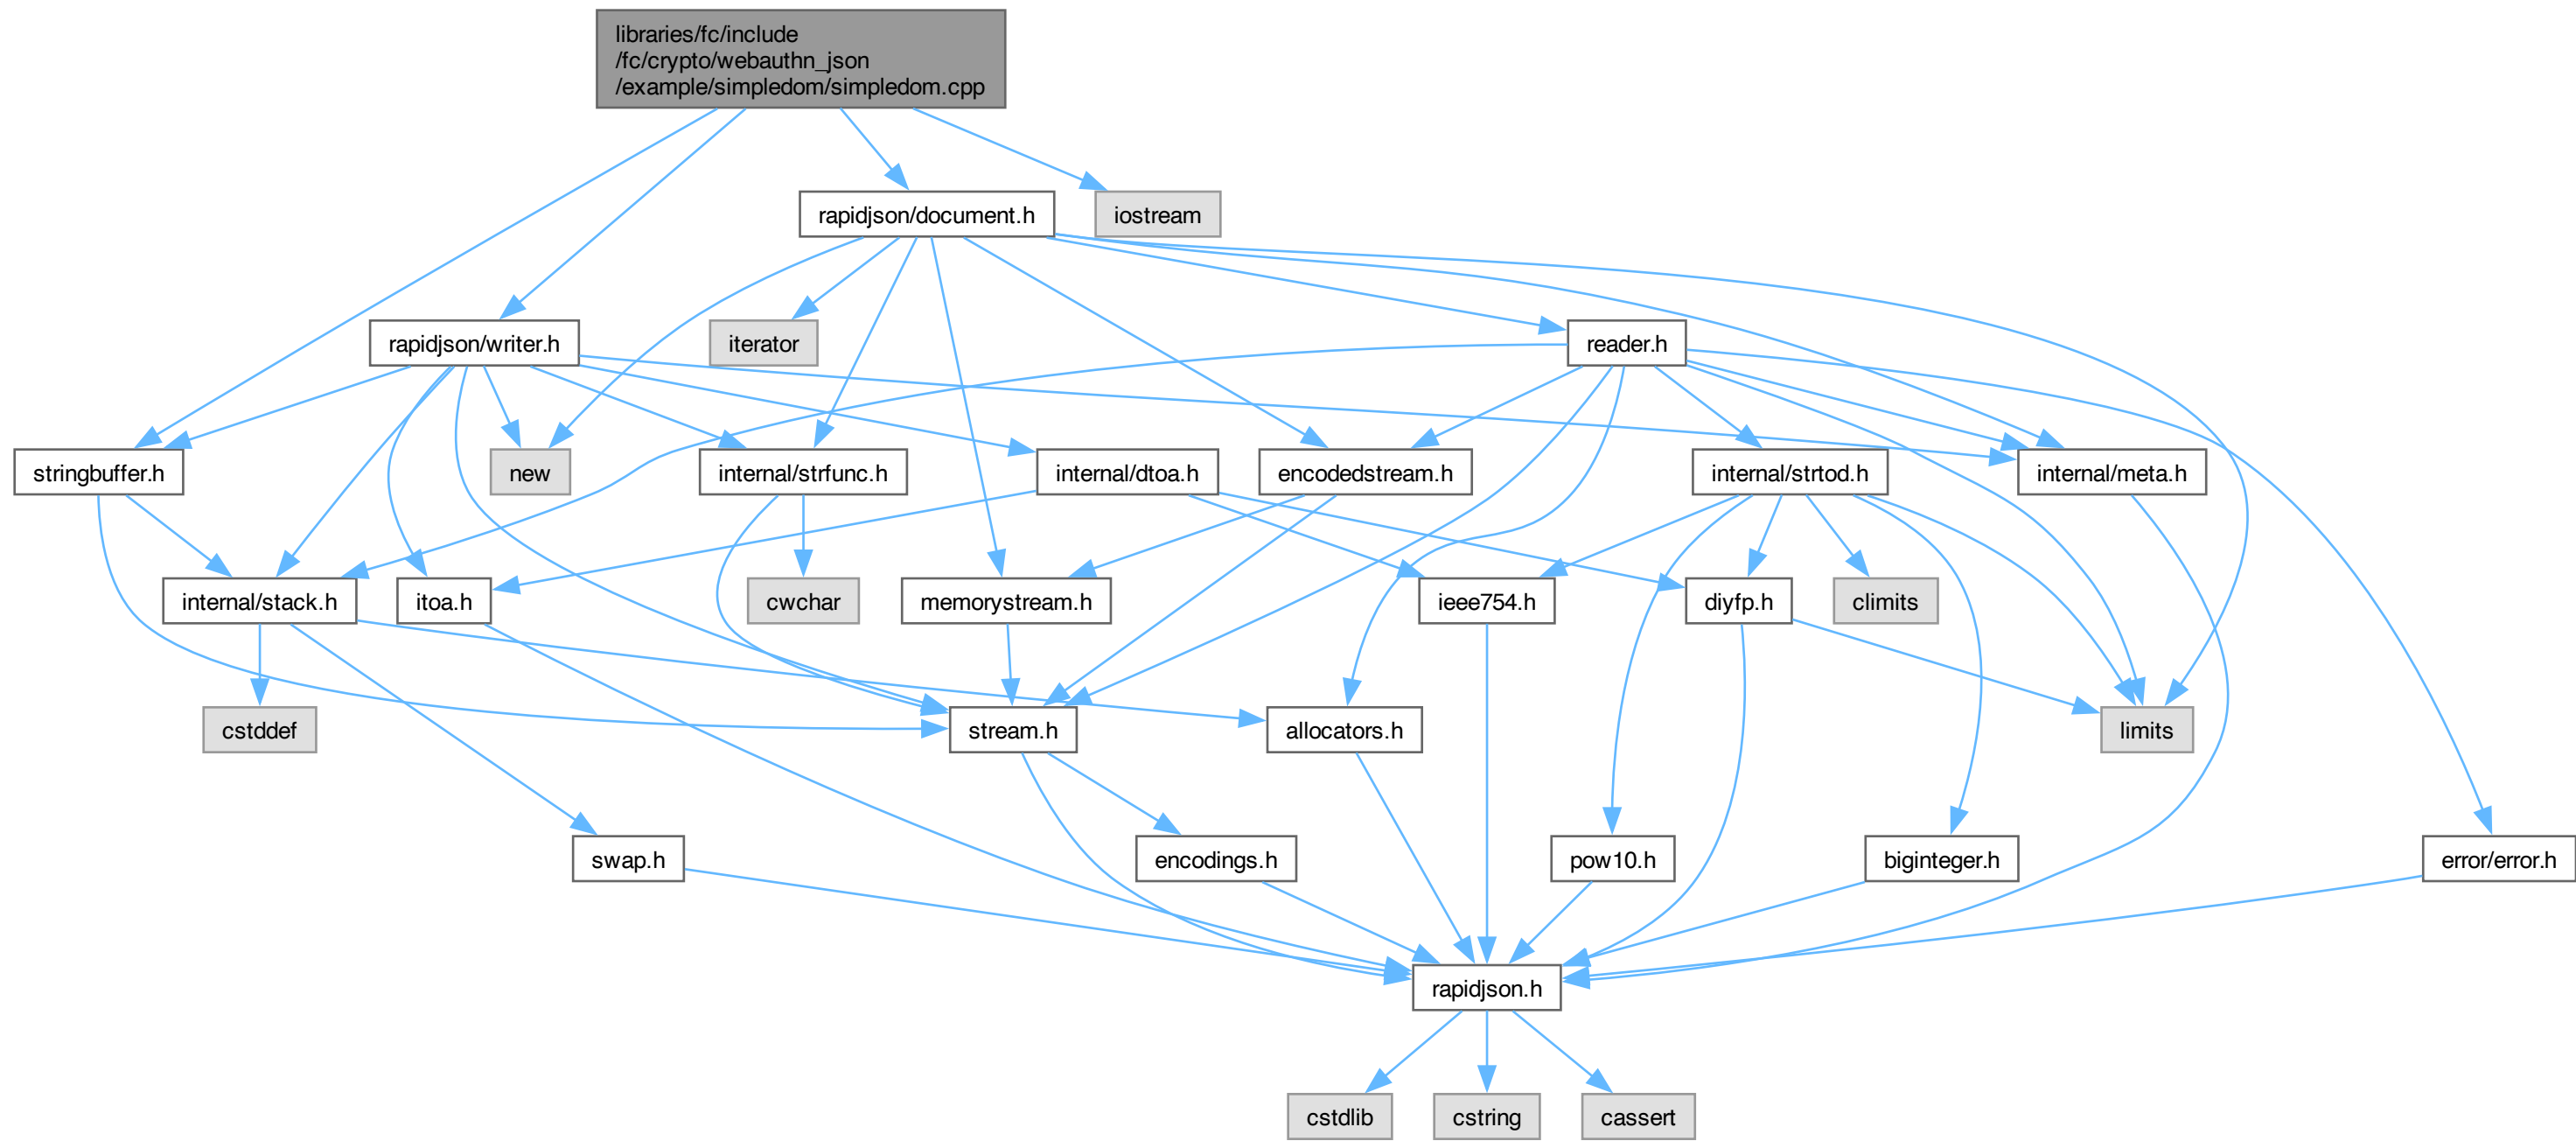 libraries/fc/include
/fc/crypto/webauthn_json
/example/simpledom/simpledom.cpp
rapidjson/document.h
iostream
rapidjson/writer.h
iterator
reader.h
stringbuffer.h
new
internal/strfunc.h
internal/dtoa.h
encodedstream.h
internal/strtod.h
internal/meta.h
internal/stack.h
itoa.h
cwchar
memorystream.h
ieee754.h
diyfp.h
climits
cstddef
stream.h
allocators.h
limits
swap.h
encodings.h
pow10.h
biginteger.h
error/error.h
rapidjson.h
cstdlib
cstring
cassert